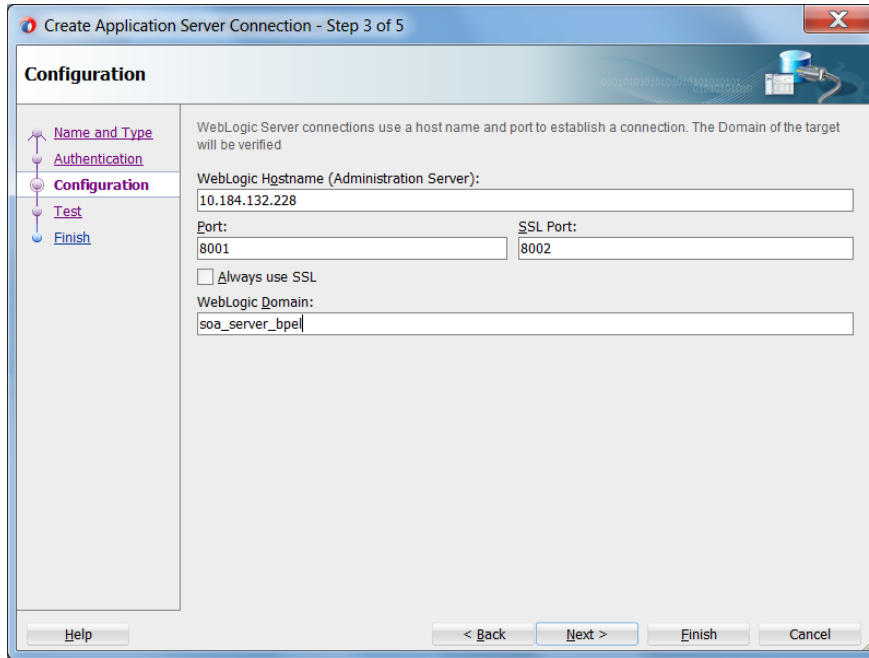 Create Application Server Connection - Step 3 of 5
X
Configuration
Name and Type
Authentication
Configuration
Test
Finish
WebLogic Server connections use a host name and port to establish a connection. The Domain of the target
will be verified
WebLogic Hostname (Administration Server):
10.184.132.228
Port:
SSL Port:
8001
8002
Always use SSL
WebLogic Domain:
soa_server_bpel
Help
< Back
Next >
Finish
Cancel